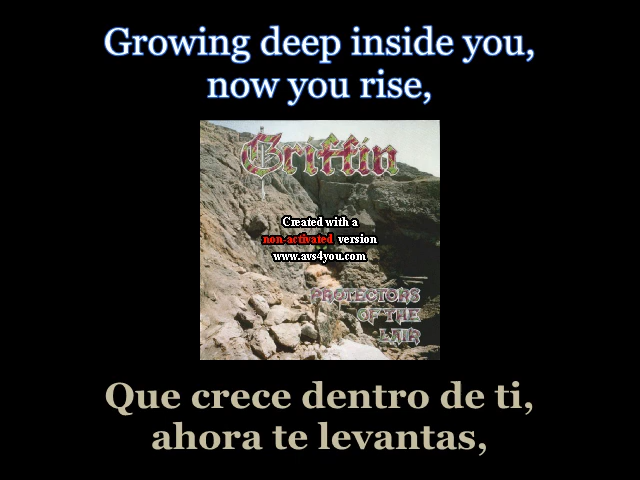 Growing deep inside you,
now you rise,
Griffin
Created with a
non-activated version
www.avs4you.com
PROTECTORS
OF THE
LAIR
Que crece dentro de ti,
ahora te levantas,